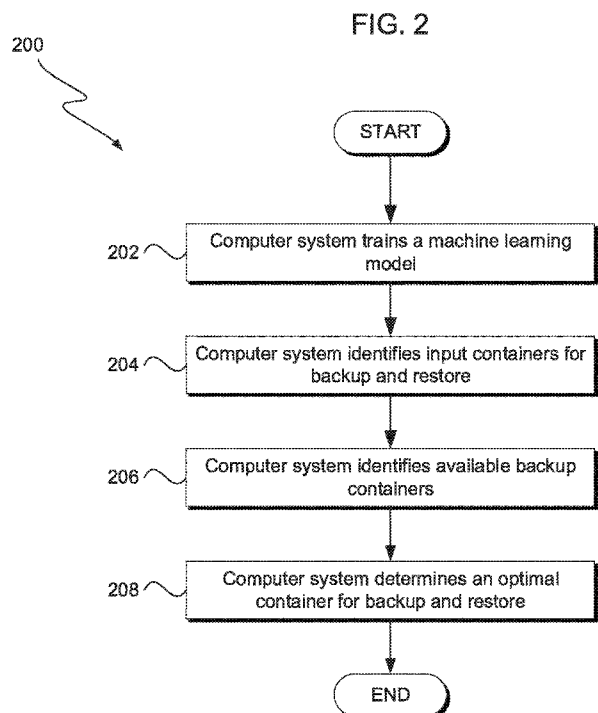 FIG. 2
200
START
202
Computer system trains a machine learning
model
204
Computer system identifies input containers for
backup and restore
206
Computer system identifies available backup
containers
208
Computer system determines an optimal
container for backup and restore
END